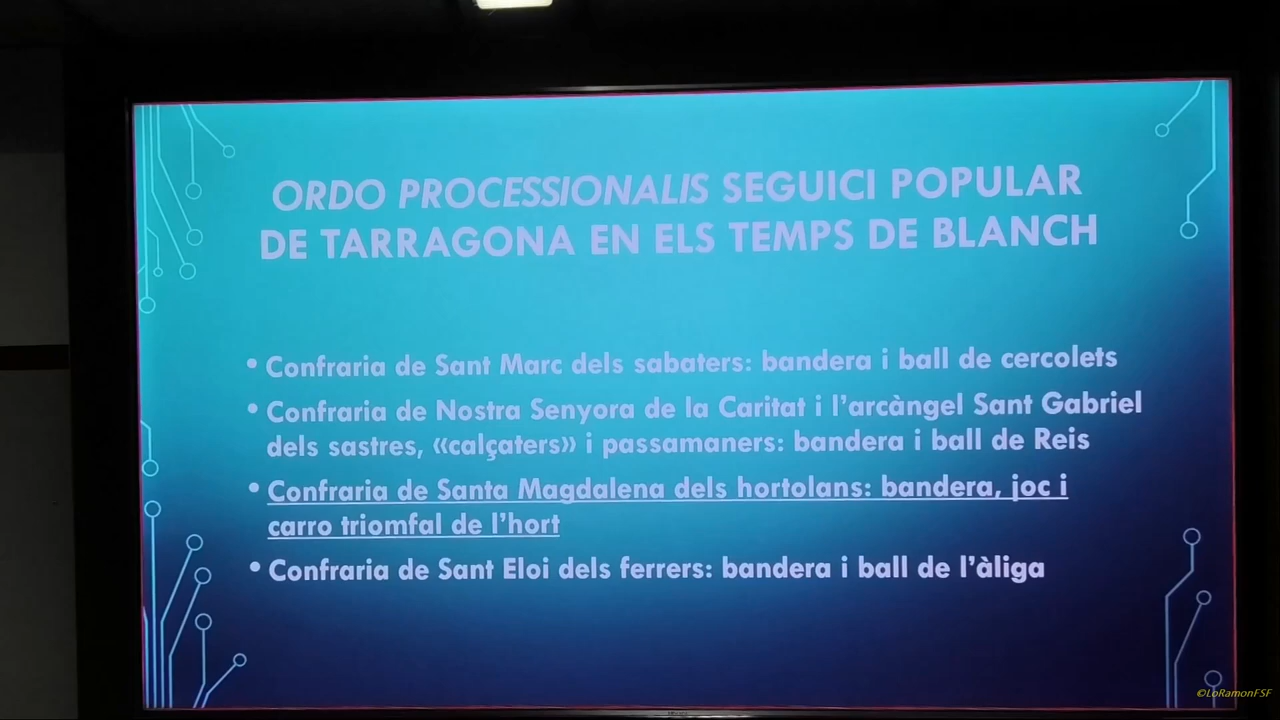 ORDO PROCESSIONALIS SEGUICI POPULAR
DE TARRAGONA EN ELS TEMPS DE BLANCH
• Confraria de Sant Marc dels sabaters: bandera i ball de cercolets
• Confraria de Nostra Senyora de la Caritat i l’arcàngel Sant Gabriel
dels sastres, «calçaters» i passamaners: bandera i ball de Reis
• Confraria de Santa Magdalena dels hortolans: bandera, joc i
carro triomfal de l’hort
• Confraria de Sant Eloi dels ferrers: bandera i ball de l’àliga
©LoRamonFSF